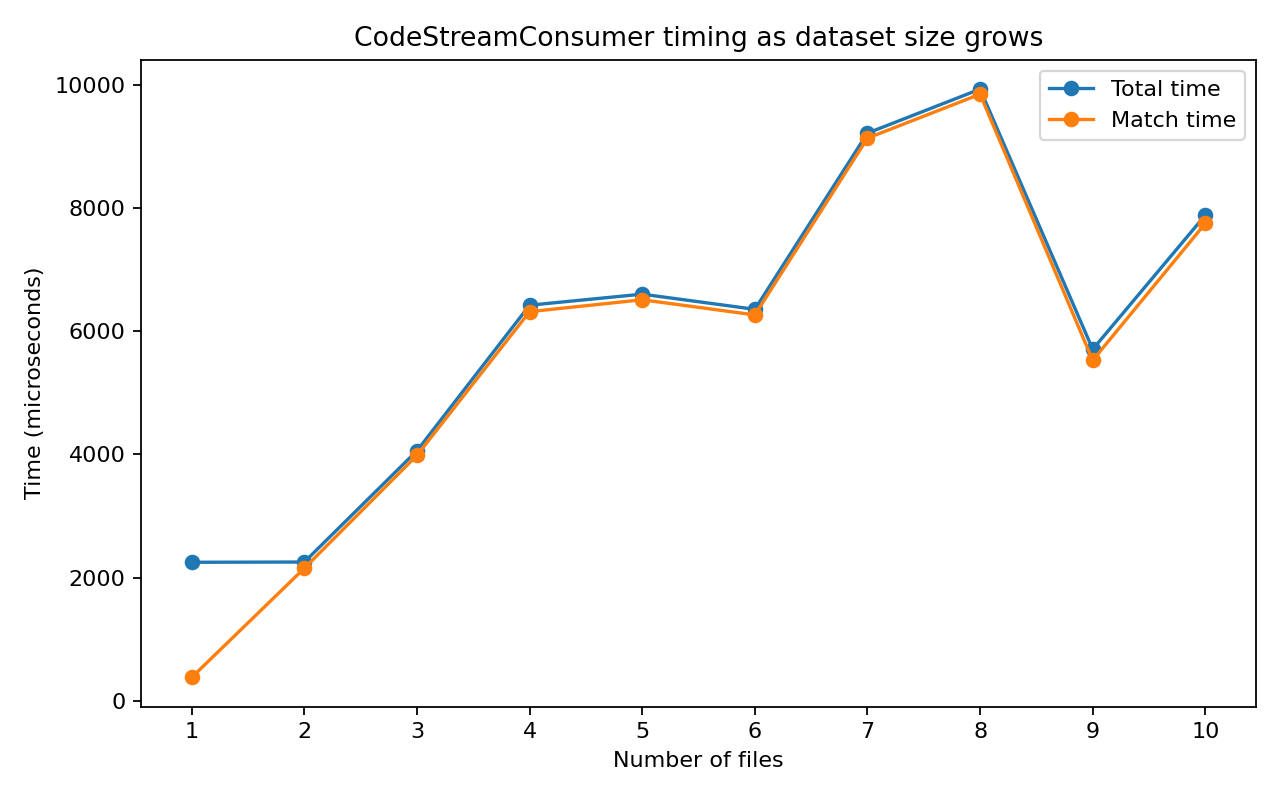 CodeStreamConsumer timing as dataset size grows
Total time
Match time
10000
8000
6000
4000
2000
0
Time (microseconds)
1 2 3 4 5 6 7 8 9 10
Number of files